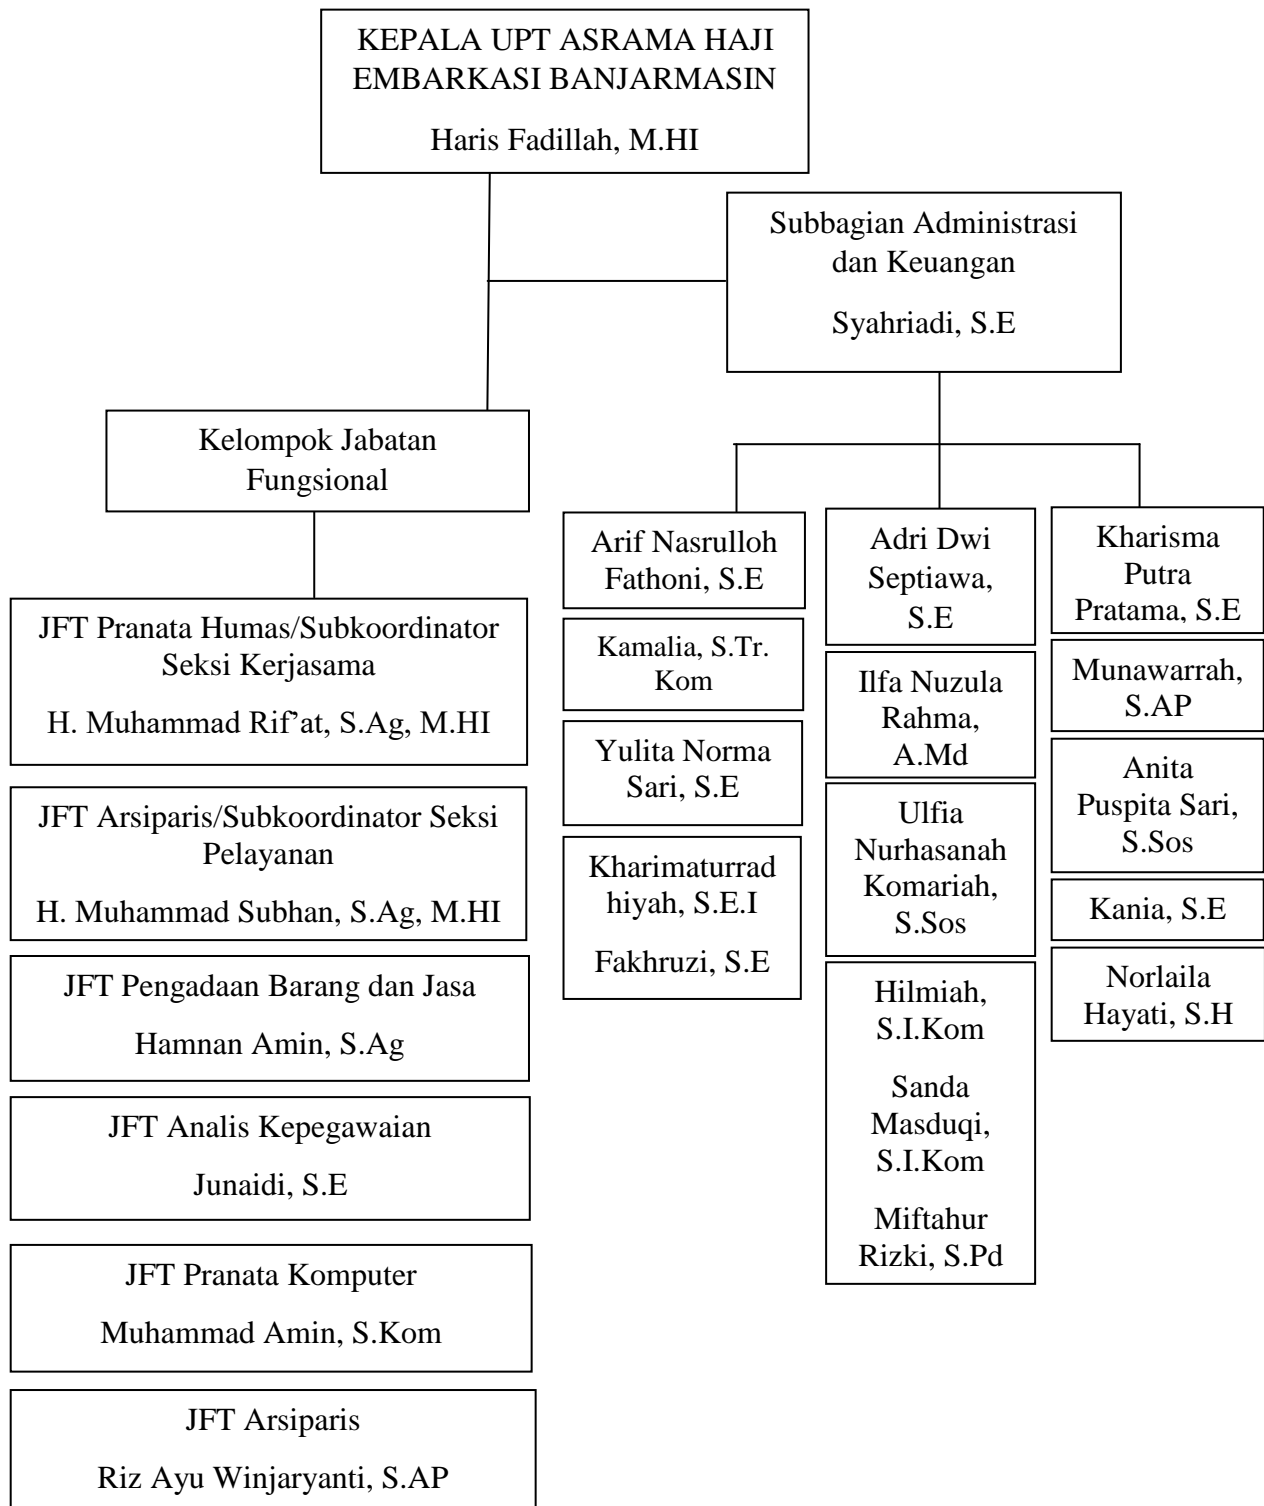 KEPALA UPT ASRAMA HAJI
EMBARKASI BANJARMASIN
Haris Fadillah, M.HI
Subbagian Administrasi
dan Keuangan
Syahriadi, S.E
Kelompok Jabatan
Fungsional
JFT Pranata Humas/Subkoordinator
Seksi Kerjasama
H. Muhammad Rif’at, S.Ag, M.HI
JFT Arsiparis/Subkoordinator Seksi
Pelayanan
H. Muhammad Subhan, S.Ag, M.HI
JFT Pengadaan Barang dan Jasa
Hamnan Amin, S.Ag
JFT Analis Kepegawaian
Junaidi, S.E
JFT Pranata Komputer
Muhammad Amin, S.Kom
JFT Arsiparis
Riz Ayu Winjaryanti, S.AP
Arif Nasrulloh
Fathoni, S.E
Kamalia, S.Tr.
Kom
Yulita Norma
Sari, S.E
Kharimaturrad
hiyah, S.E.I
Fakhruzi, S.E
Adri Dwi
Septiawa,
S.E
Ilfa Nuzula
Rahma,
A.Md
Ulfia
Nurhasanah
Komariah,
S.Sos
Hilmiah,
S.I.Kom
Sanda
Masduqi,
S.I.Kom
Miftahur
Rizki, S.Pd
Kharisma
Putra
Pratama, S.E
Munawarrah,
S.AP
Anita
Puspita Sari,
S.Sos
Kania, S.E
Norlaila
Hayati, S.H